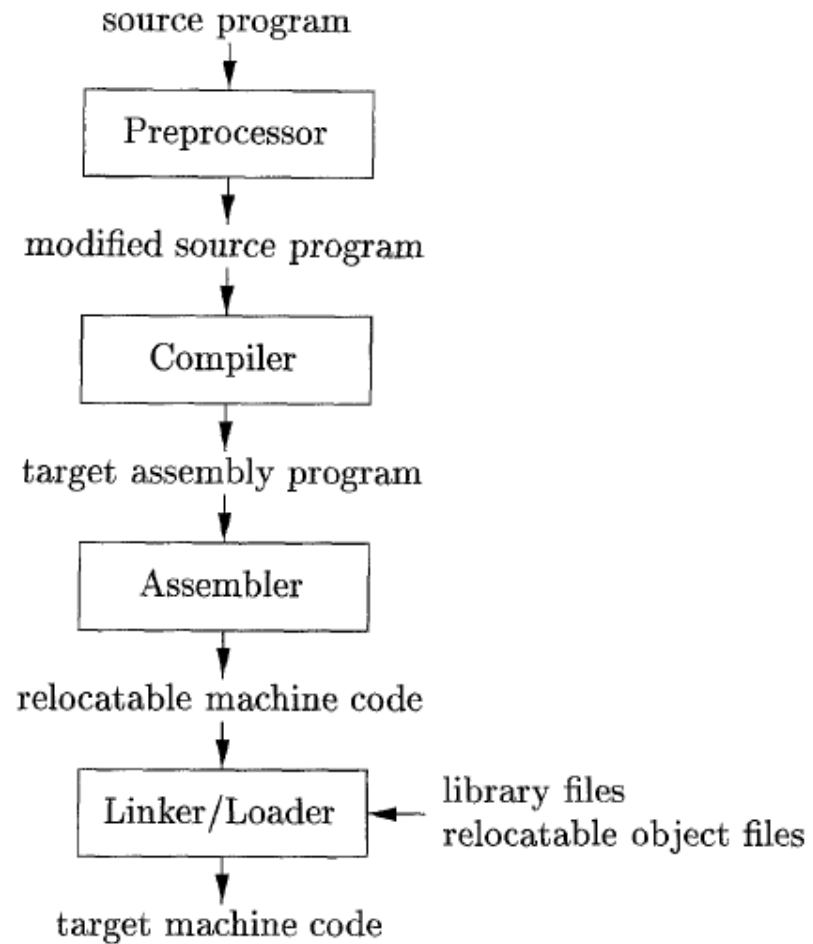 source program
Preprocessor
modified source program
Compiler
target assembly program
Assembler
relocatable machine code
Linker/Loader
library files
relocatable object files
target machine code